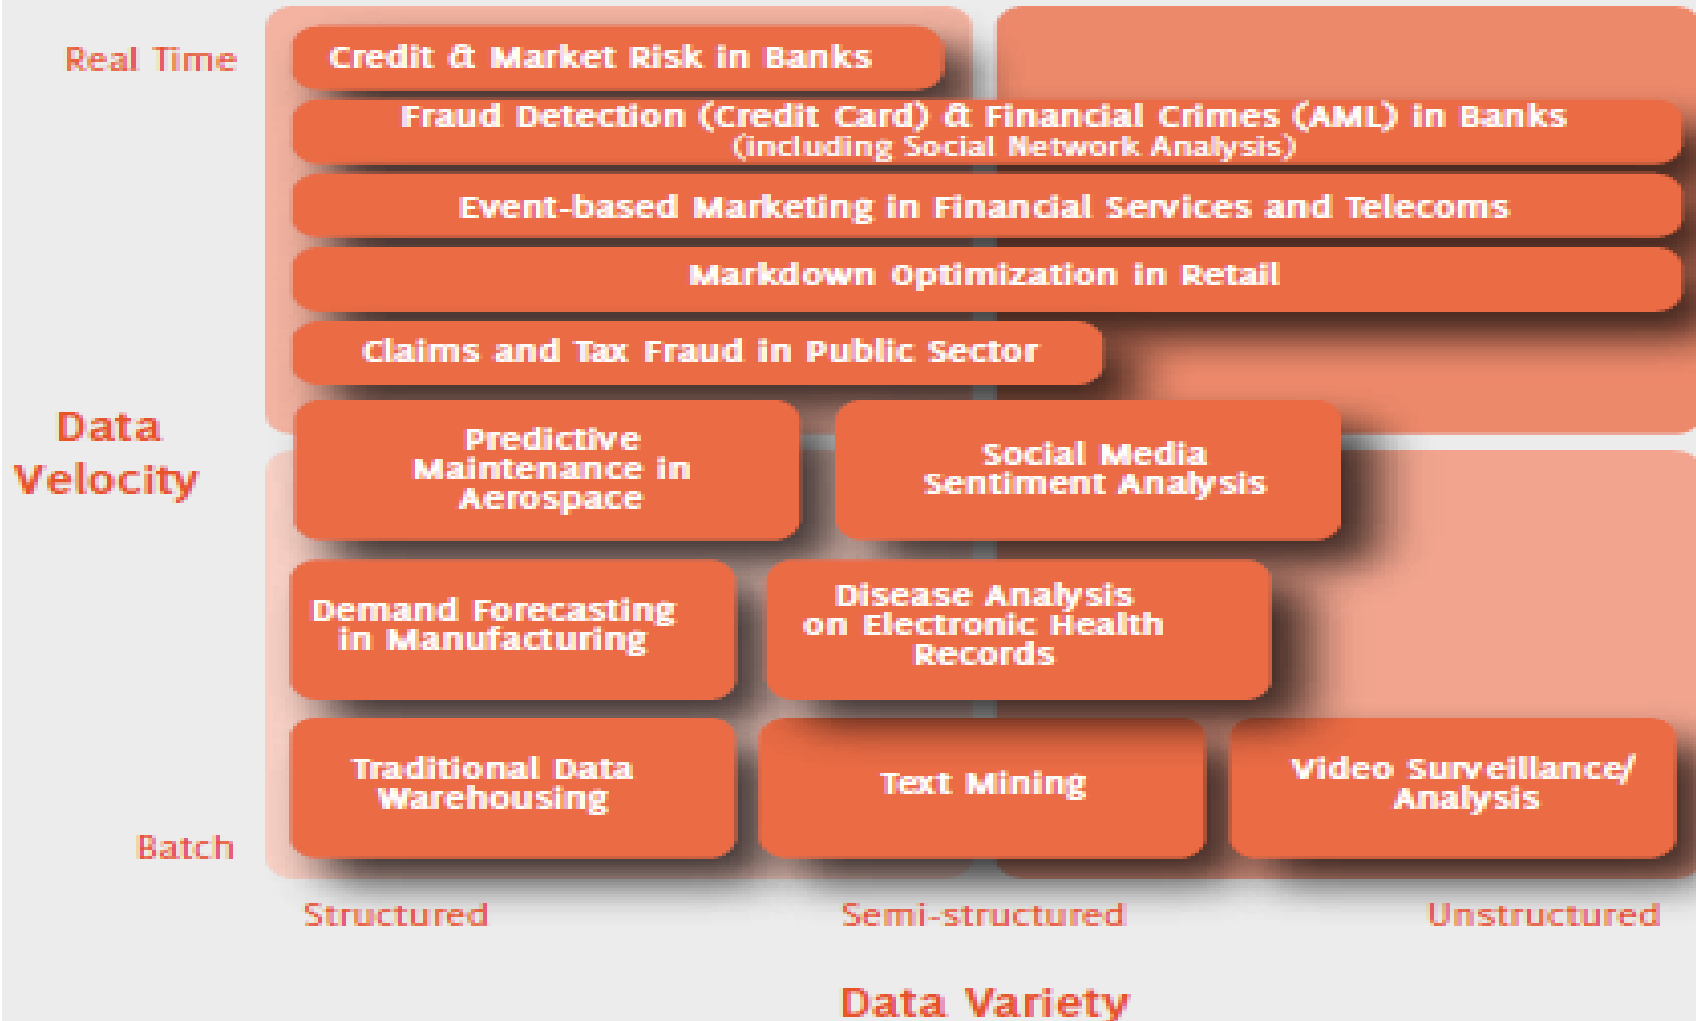 Real Time
Credit & Market Risk in Banks
Fraud Detection (Credit Card) & Financial Crimes (AML) in Banks
(including Social Network Analysis)
Event-based Marketing in Financial Services and Telecoms
Markdown Optimization in Retail
Claims and Tax Fraud in Public Sector
Data
Velocity
Predictive
Maintenance in
Aerospace
Social Media
Sentiment Analysis
Demand Forecasting
in Manufacturing
Disease Analysis
on Electronic Health
Records
Traditional Data
Warehousing
Text Mining
Video Surveillance/
Analysis
Batch
Structured
Semi-structured
Unstructured
Data Variety